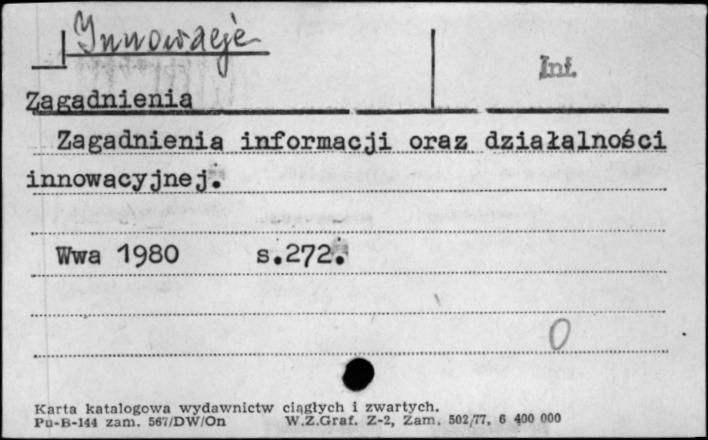 Innowacje
Inf.
Zagadnienia
Zagadnienia informacji oraz działalności
innowacyjnej.
Wwa 1980 s.272.
0
Karta katalogowa wydawnictw ciągłych i zwartych.
Pu-B-144 zam. 567/DW/On W.Z.Graf. Z-2, Zam. 502/77, 6 400 000